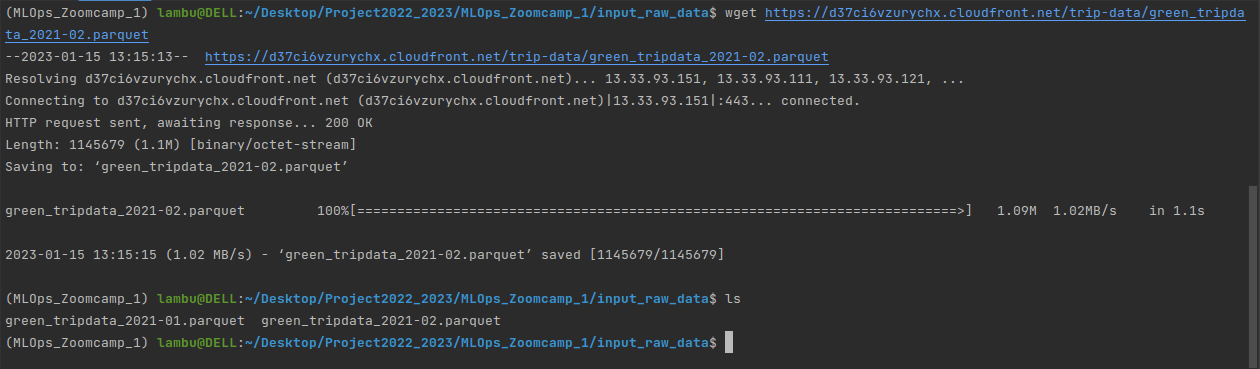 (MLOps_Zoomcamp_1) lambu@DELL:~/Desktop/Project2022_2023/MLOps_Zoomcamp_1/input_raw_data$ wget https://d37ci6vzurychx.cloudfront.net/trip-data/green_tripda
ta_2021-02.parquet
--2023-01-15 13:15:13--  https://d37ci6vzurychx.cloudfront.net/trip-data/green_tripdata_2021-02.parquet
Resolving d37ci6vzurychx.cloudfront.net (d37ci6vzurychx.cloudfront.net)... 13.33.93.151, 13.33.93.111, 13.33.93.121, ...
Connecting to d37ci6vzurychx.cloudfront.net (d37ci6vzurychx.cloudfront.net)|13.33.93.151|:443... connected.
HTTP request sent, awaiting response... 200 OK
Length: 1145679 (1.1M) [binary/octet-stream]
Saving to: ‘green_tripdata_2021-02.parquet’
green_tripdata_2021-02.parquet         100%[===========================================================================>]   1.09M  1.02MB/s    in 1.1s
2023-01-15 13:15:15 (1.02 MB/s) - ‘green_tripdata_2021-02.parquet’ saved [1145679/1145679]
(MLOps_Zoomcamp_1) lambu@DELL:~/Desktop/Project2022_2023/MLOps_Zoomcamp_1/input_raw_data$ ls
green_tripdata_2021-01.parquet  green_tripdata_2021-02.parquet
(MLOps_Zoomcamp_1) lambu@DELL:~/Desktop/Project2022_2023/MLOps_Zoomcamp_1/input_raw_data$